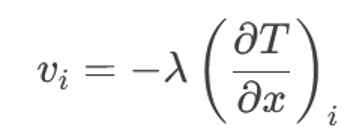 v_i = -λ (∂T/∂x)_i